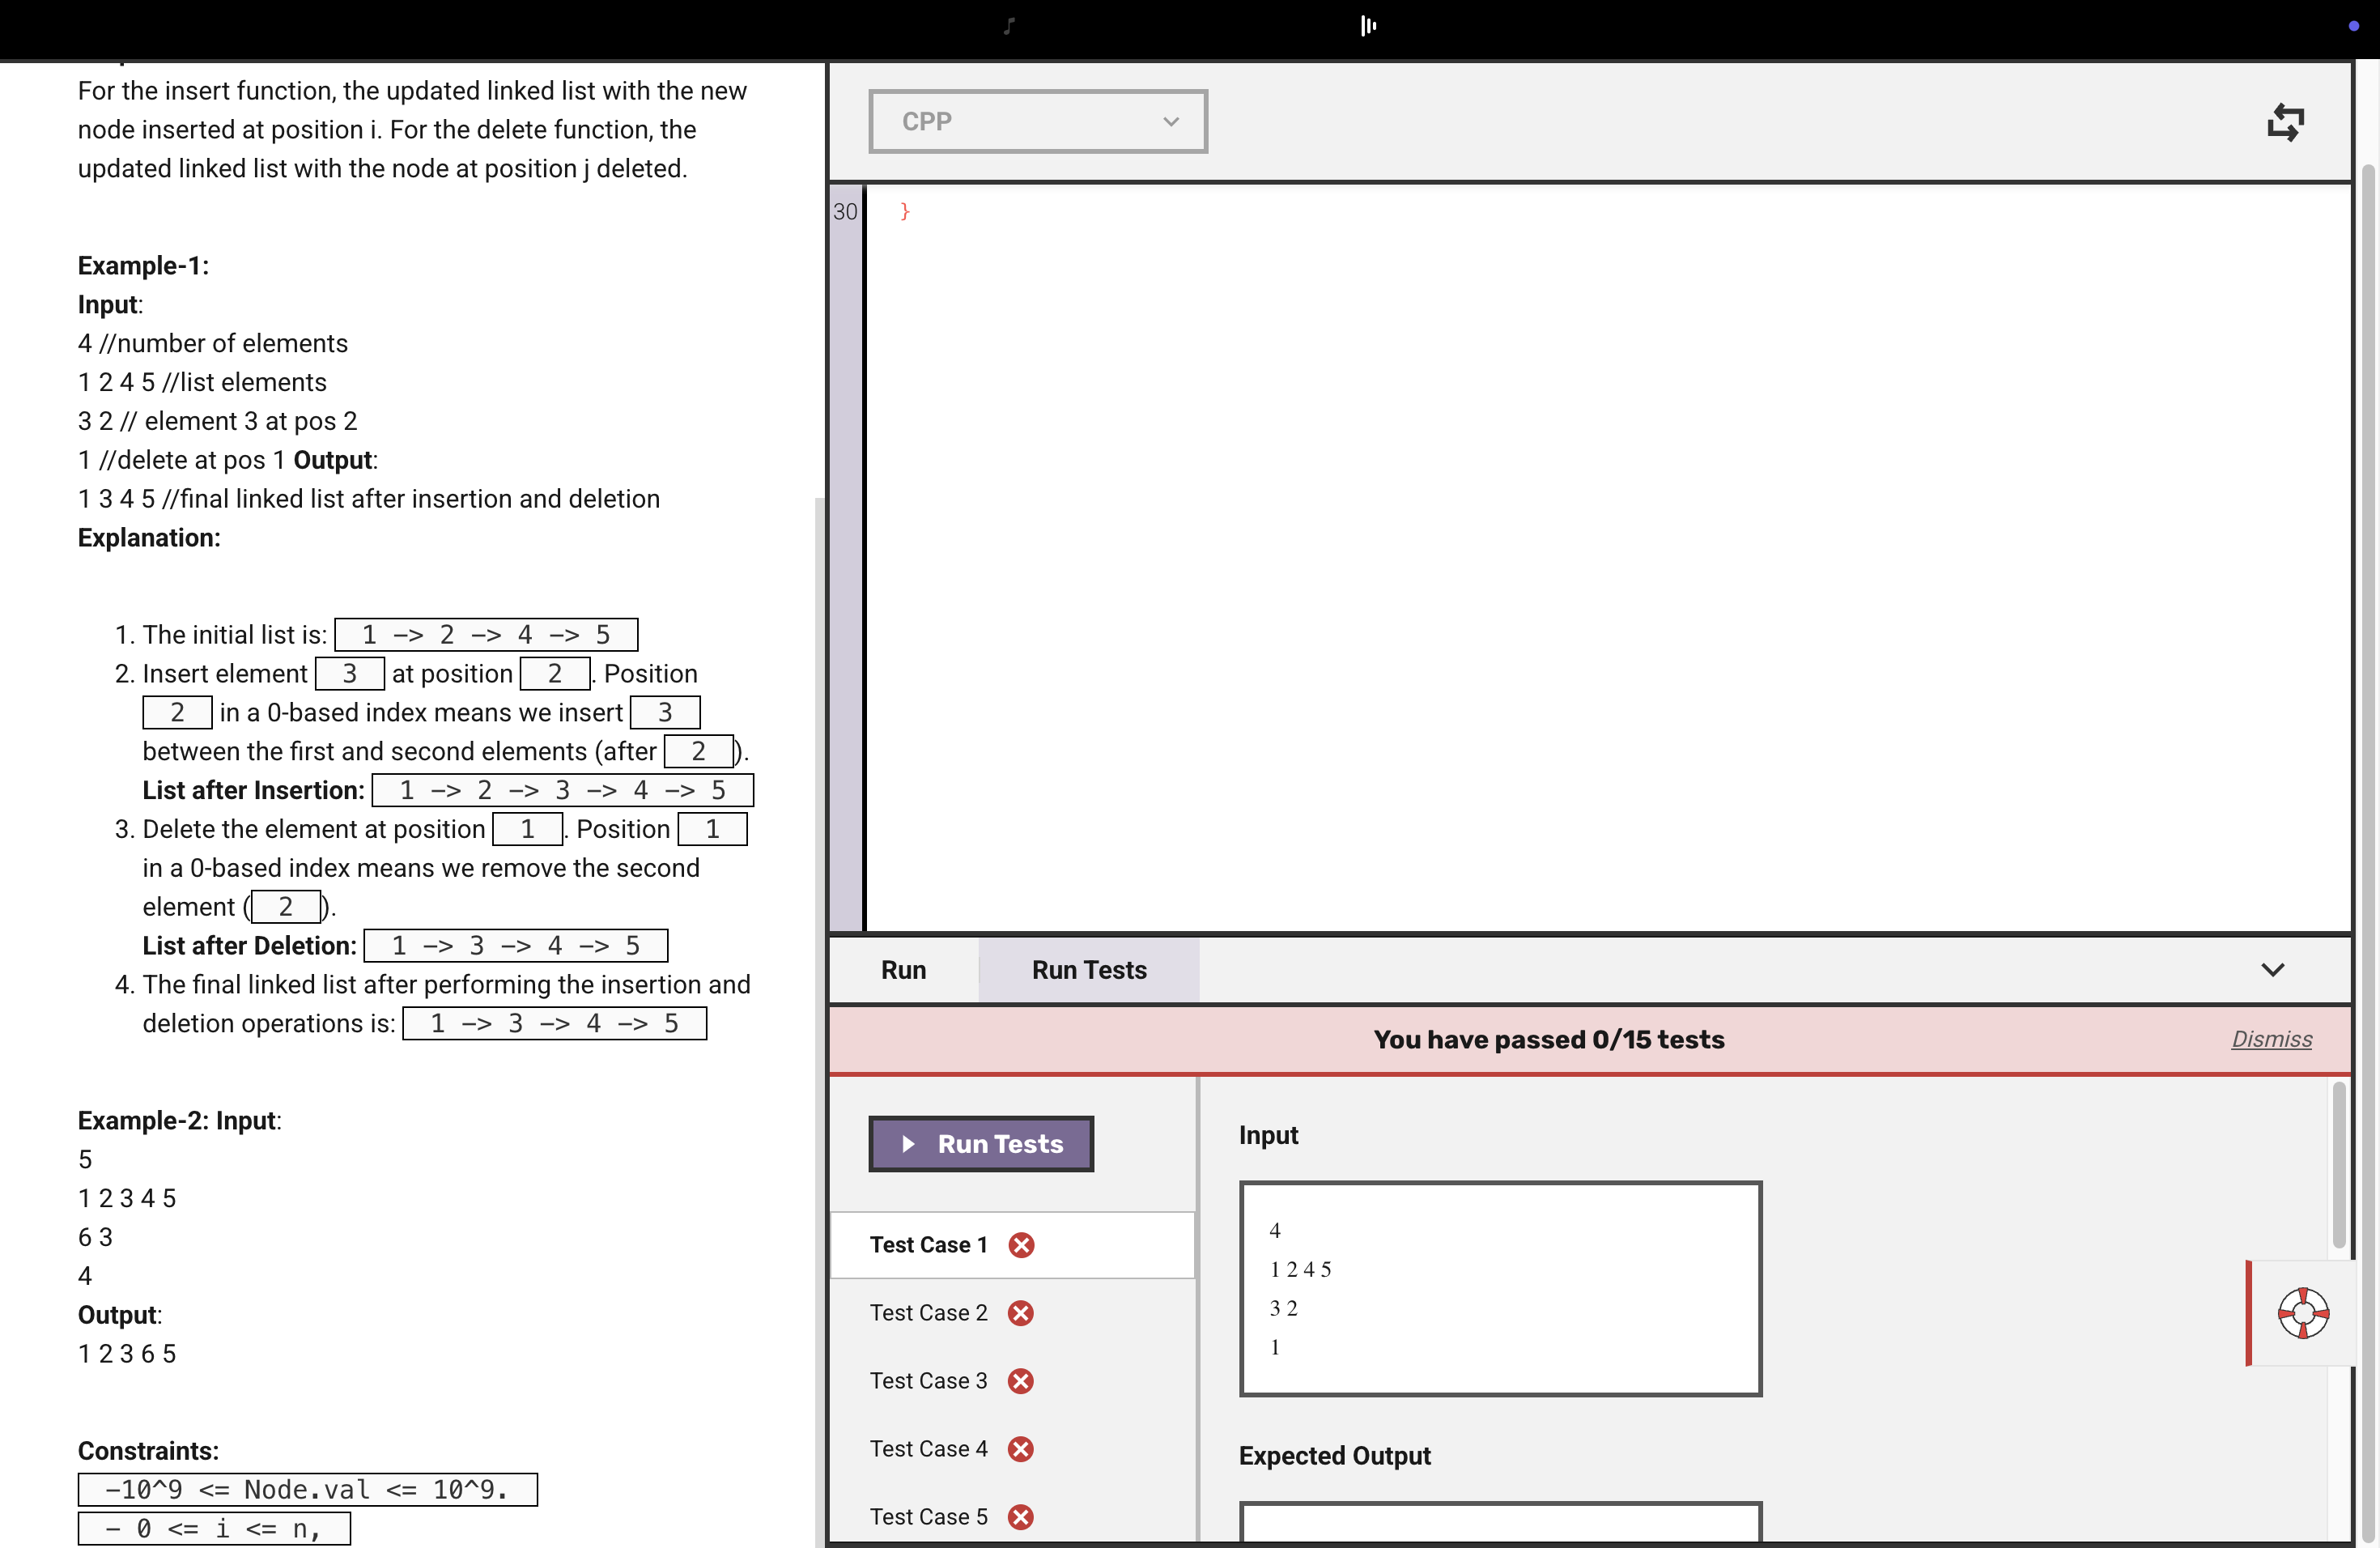 For the insert function, the updated linked list with the new
node inserted at position i. For the delete function, the
updated linked list with the node at position j deleted.
Example-1:
Input:
4 //number of elements
1 2 4 5 //list elements
3 2 // element 3 at pos 2
1 //delete at pos 1 Output:
1 3 4 5 //final linked list after insertion and deletion
Explanation:
1. The initial list is: 1 -> 2 -> 4 -> 5
2. Insert element 3 at position 2. Position
2 in a 0-based index means we insert 3
between the first and second elements (after 2).
List after Insertion: 1 -> 2 -> 3 -> 4 -> 5
3. Delete the element at position 1. Position 1
in a 0-based index means we remove the second
element (2).
List after Deletion: 1 -> 3 -> 4 -> 5
4. The final linked list after performing the insertion and
deletion operations is: 1 -> 3 -> 4 -> 5
Example-2: Input:
5
1 2 3 4 5
6 3
4
Output:
1 2 3 6 5
Constraints:
-10^9 <= Node.val <= 10^9.
- 0 <= i <= n,
CPP
30 }
Run Run Tests
You have passed 0/15 tests Dismiss
Run Tests
Test Case 1
Test Case 2
Test Case 3
Test Case 4
Test Case 5
Input
4
1 2 4 5
3 2
1
Expected Output